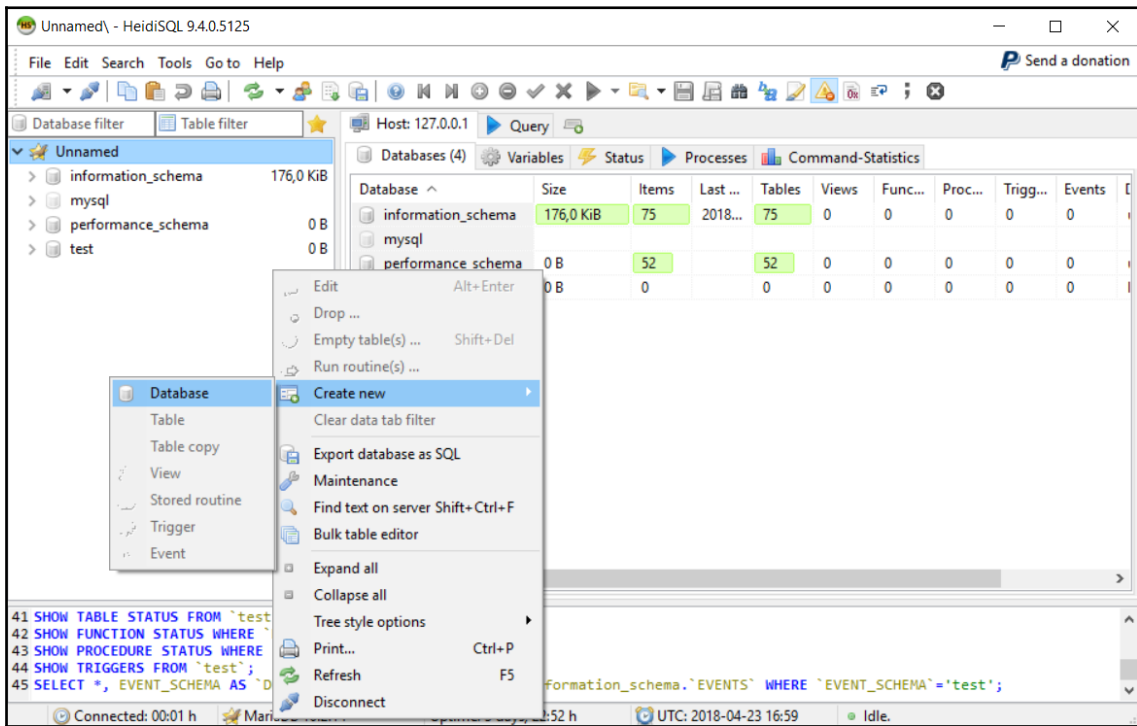 Unnamed\ - HeidiSQL 9.4.0.5125
File Edit Search Tools Go to Help
Send a donation
Database filter Table filter
Host: 127.0.0.1 Query
Unnamed
Databases (4) Variables Status Processes Command-Statistics
information_schema 176,0 KiB
mysql
performance_schema 0 B
test 0 B
Database Size Items Last ... Tables Views Func... Proc... Trigg... Events
information_schema 176,0 KiB 75 2018... 75 0 0 0 0 0
mysql
performance_schema 0 B 52 52 0 0 0 0 0
0 B 0 0 0 0 0 0 0
Edit Alt+Enter
Drop ...
Empty table(s) ... Shift+Del
Run routine(s) ...
Create new
Clear data tab filter
Export database as SQL
Maintenance
Find text on server Shift+Ctrl+F
Bulk table editor
Expand all
Collapse all
Tree style options
Print... Ctrl+P
Refresh F5
Disconnect
Database
Table
Table copy
View
Stored routine
Trigger
Event
41 SHOW TABLE STATUS FROM `test
42 SHOW FUNCTION STATUS WHERE `
43 SHOW PROCEDURE STATUS WHERE
44 SHOW TRIGGERS FROM `test`;
45 SELECT *, EVENT_SCHEMA AS `D formation_schema.`EVENTS` WHERE `EVENT_SCHEMA`='test';
Connected: 00:01 h UTC: 2018-04-23 16:59 Idle.